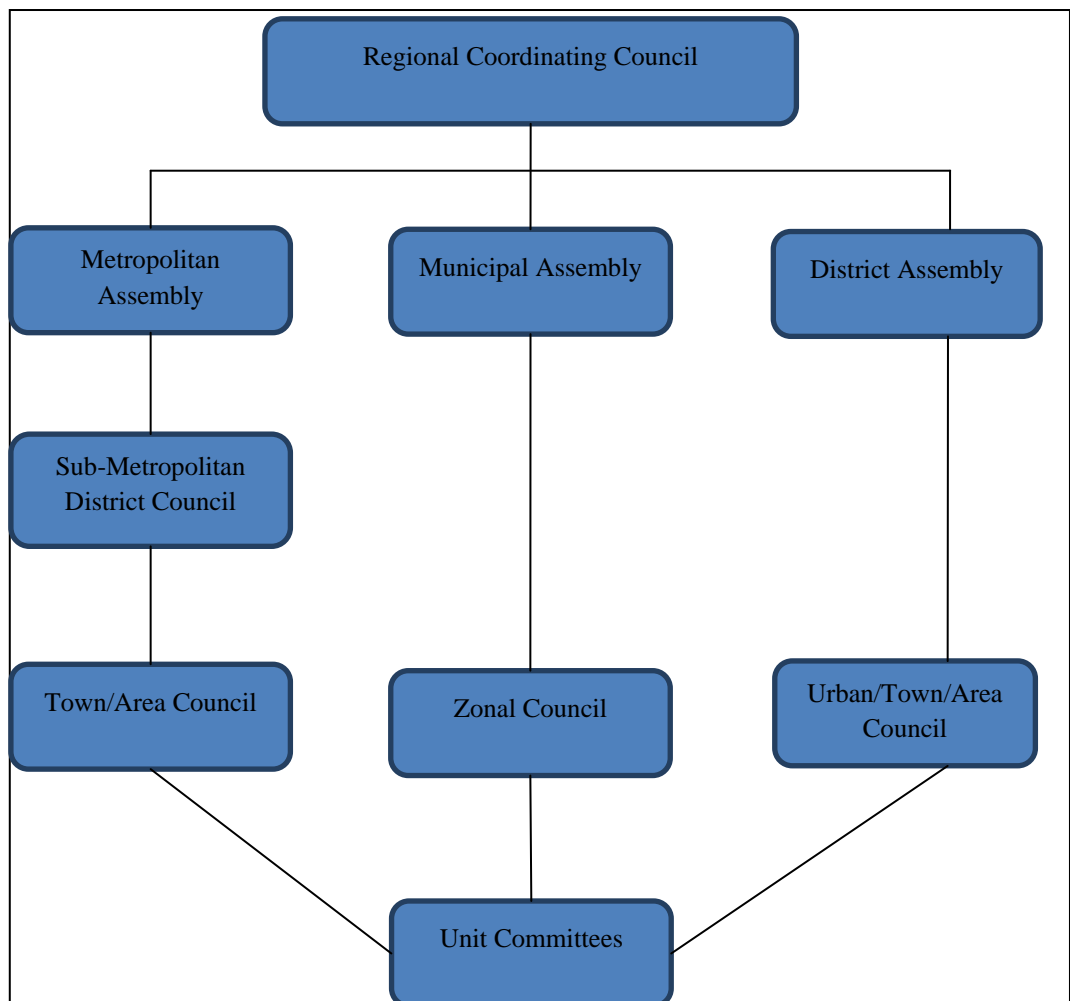 Regional Coordinating Council
Metropolitan
Assembly
Municipal Assembly
District Assembly
Sub-Metropolitan
District Council
Town/Area Council
Zonal Council
Urban/Town/Area
Council
Unit Committees